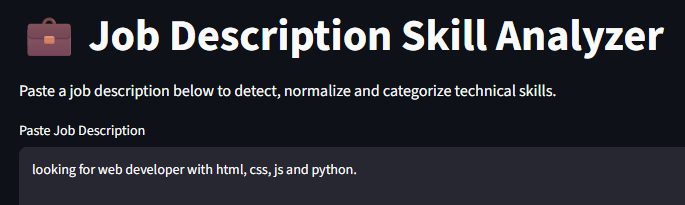 Job Description Skill Analyzer
Paste a job description below to detect, normalize and categorize technical skills.
Paste Job Description
looking for web developer with html, css, js and python.